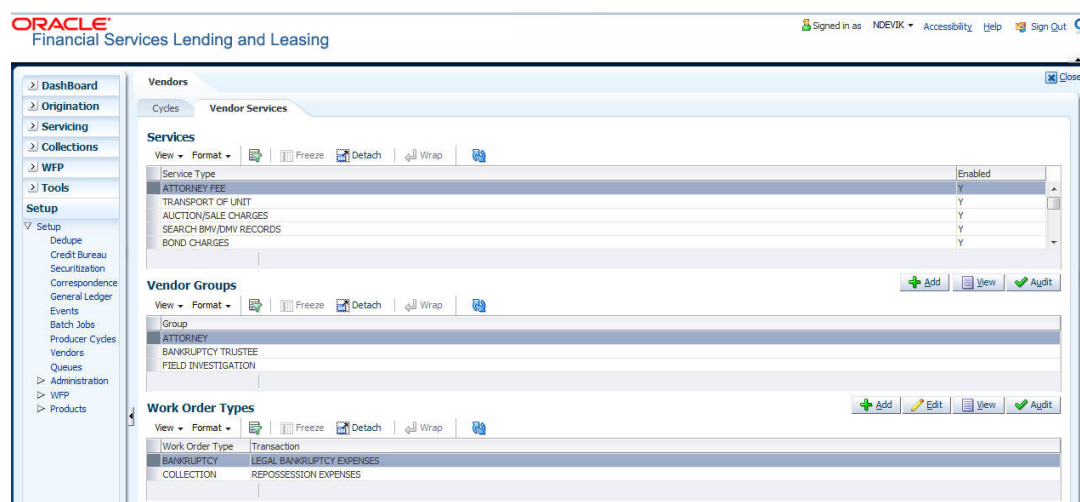 ORACLE
Financial Services Lending and Leasing
Signed in as NDEVIK Accessibility Help Sign Out
DashBoard
Origination
Servicing
Collections
WFP
Tools
Setup
Setup
Dedupe
Credit Bureau
Securitization
Correspondence
General Ledger
Events
Batch Jobs
Producer Cycles
Vendors
Queues
Administration
WFP
Products
Vendors
Close
Cycles Vendor Services
Services
View Format Freeze Detach Wrap
Service Type Enabled
ATTORNEY FEE Y
TRANSPORT OF UNIT Y
AUCTION/SALE CHARGES Y
SEARCH BMV/DMV RECORDS Y
BOND CHARGES Y
Vendor Groups
Add View Audit
View Format Freeze Detach Wrap
Group
ATTORNEY
BANKRUPTCY TRUSTEE
FIELD INVESTIGATION
Work Order Types
Add Edit View Audit
View Format Freeze Detach Wrap
Work Order Type Transaction
BANKRUPTCY LEGAL BANKRUPTCY EXPENSES
COLLECTION REPOSSESSION EXPENSES